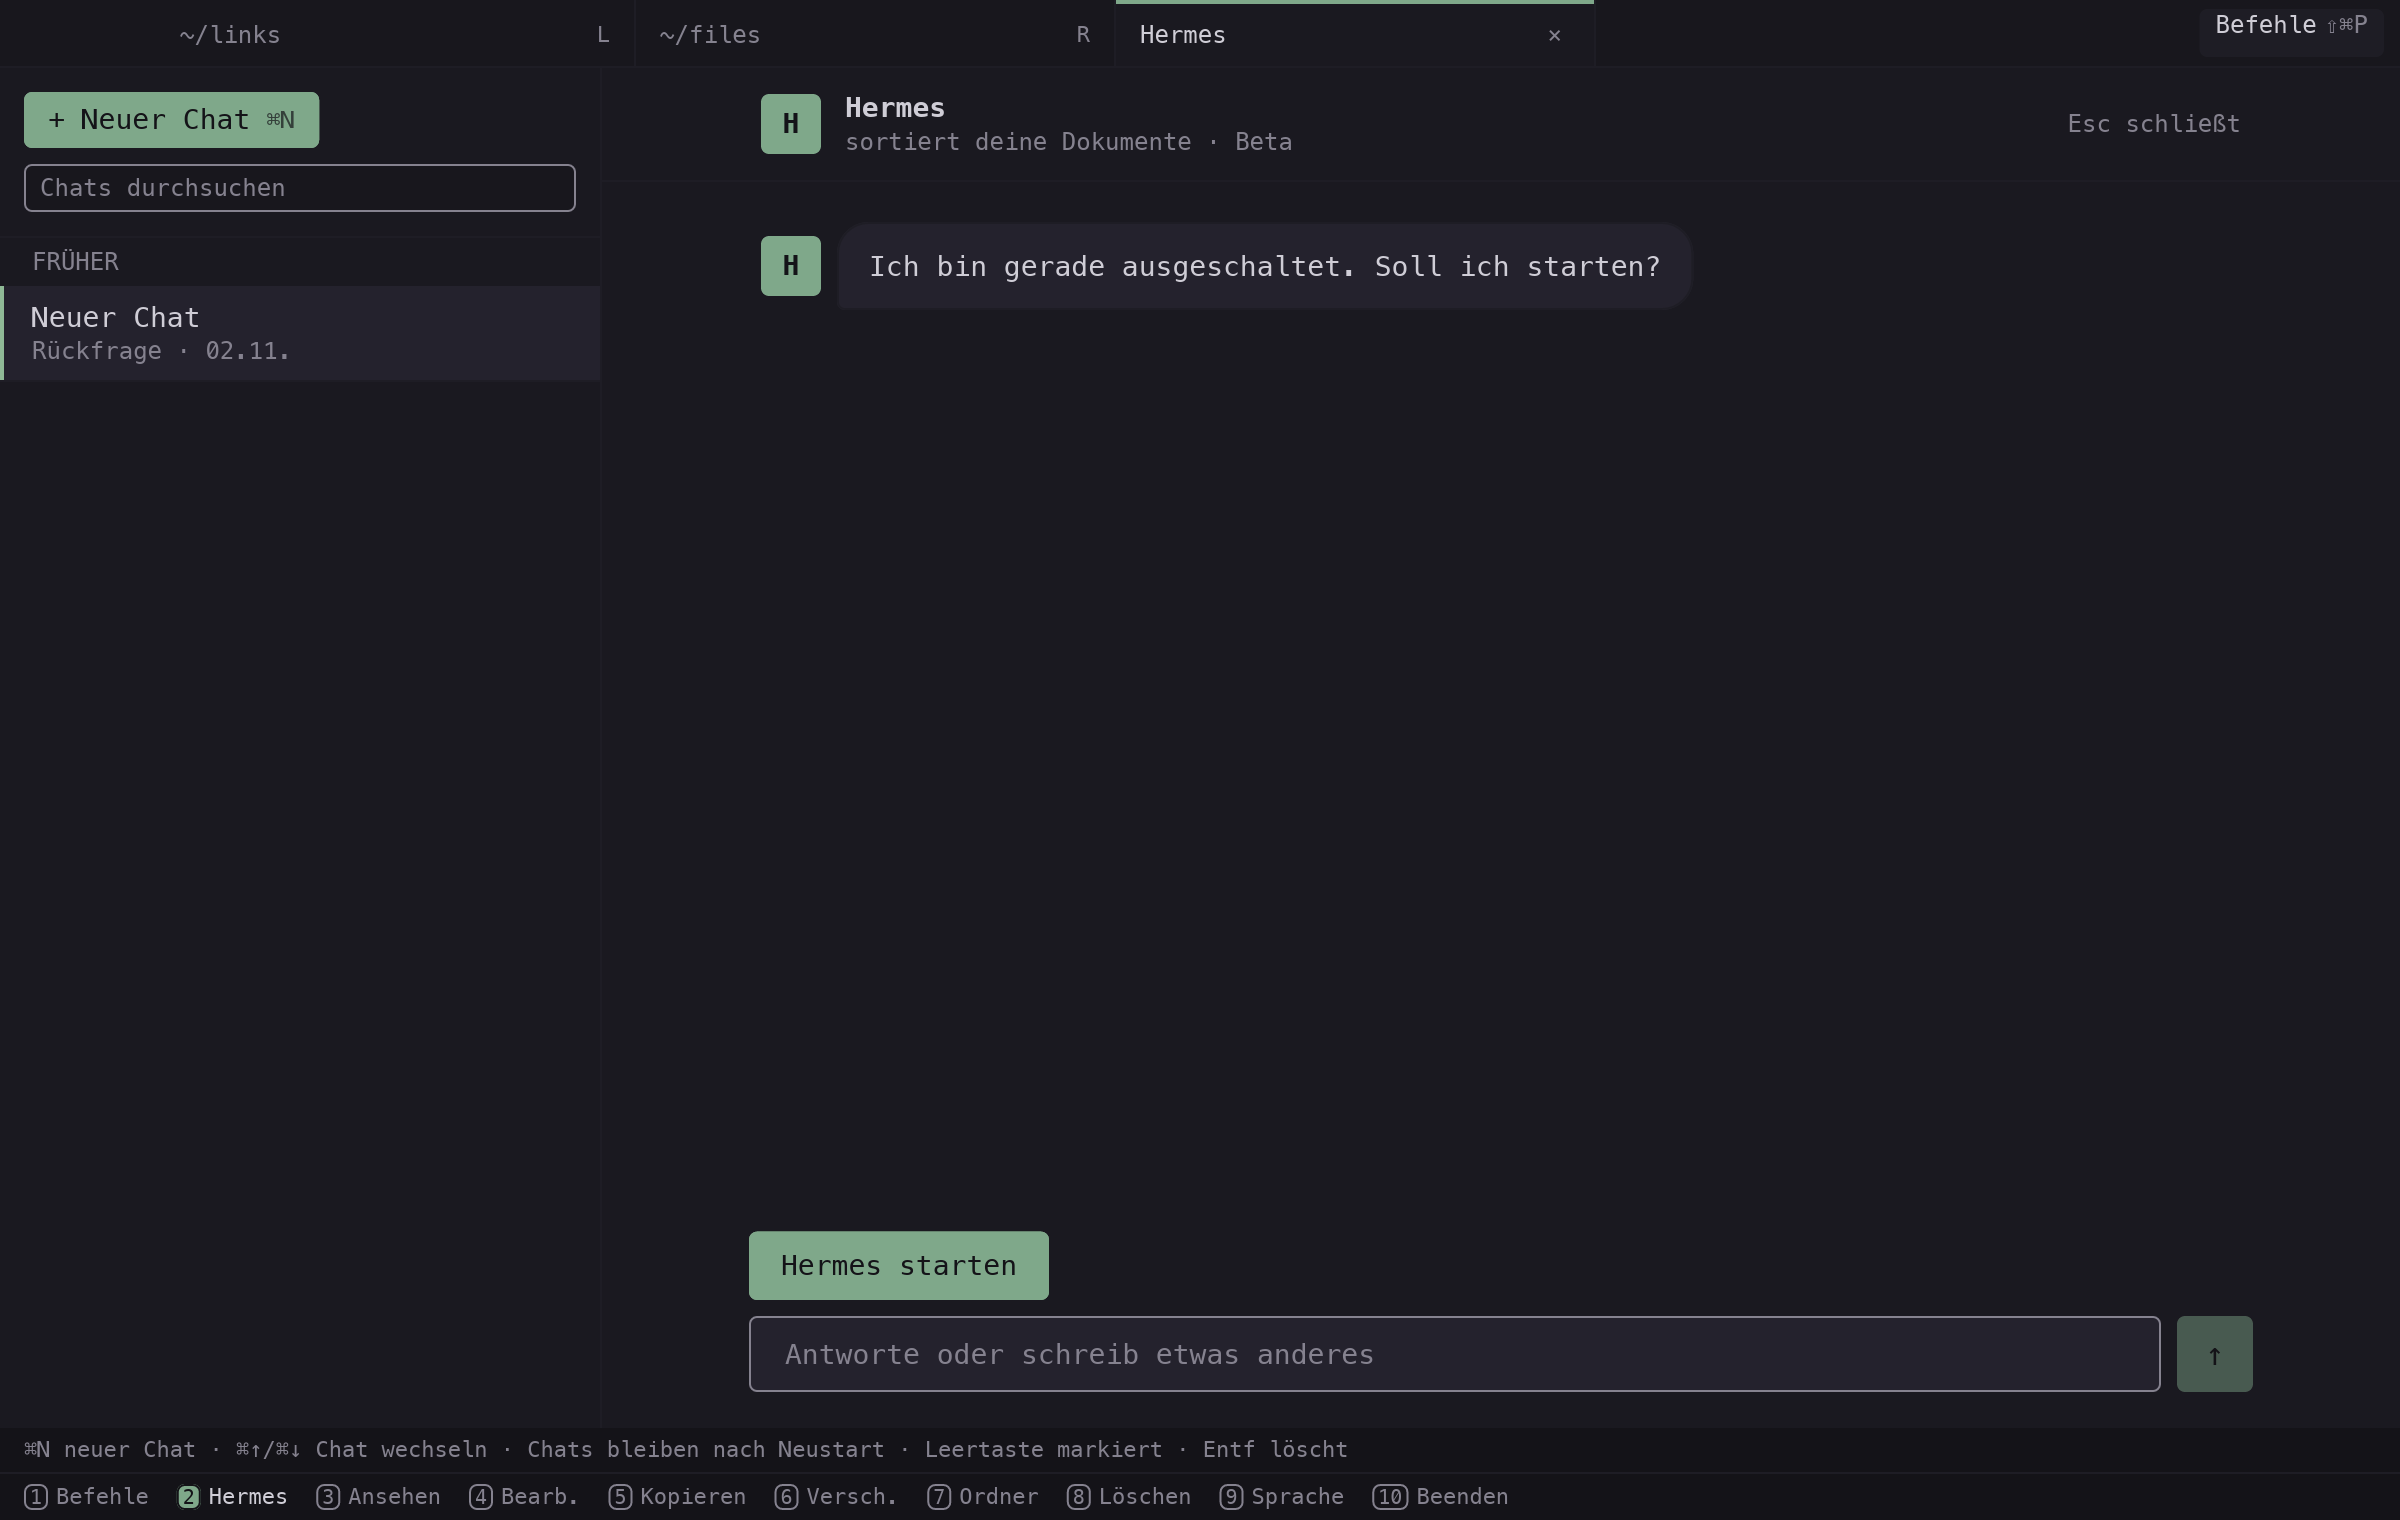 ~/links L ~/files R Hermes × Befehle ⇧⌘P
+ Neuer Chat ⌘N
Chats durchsuchen
FRÜHER
Neuer Chat
Rückfrage · 02.11.
H Hermes
sortiert deine Dokumente · Beta
Esc schließt
H Ich bin gerade ausgeschaltet. Soll ich starten?
Hermes starten
Antworte oder schreib etwas anderes ↑
⌘N neuer Chat · ⌘↑/⌘↓ Chat wechseln · Chats bleiben nach Neustart · Leertaste markiert · Entf löscht
1 Befehle 2 Hermes 3 Ansehen 4 Bearb. 5 Kopieren 6 Versch. 7 Ordner 8 Löschen 9 Sprache 10 Beenden